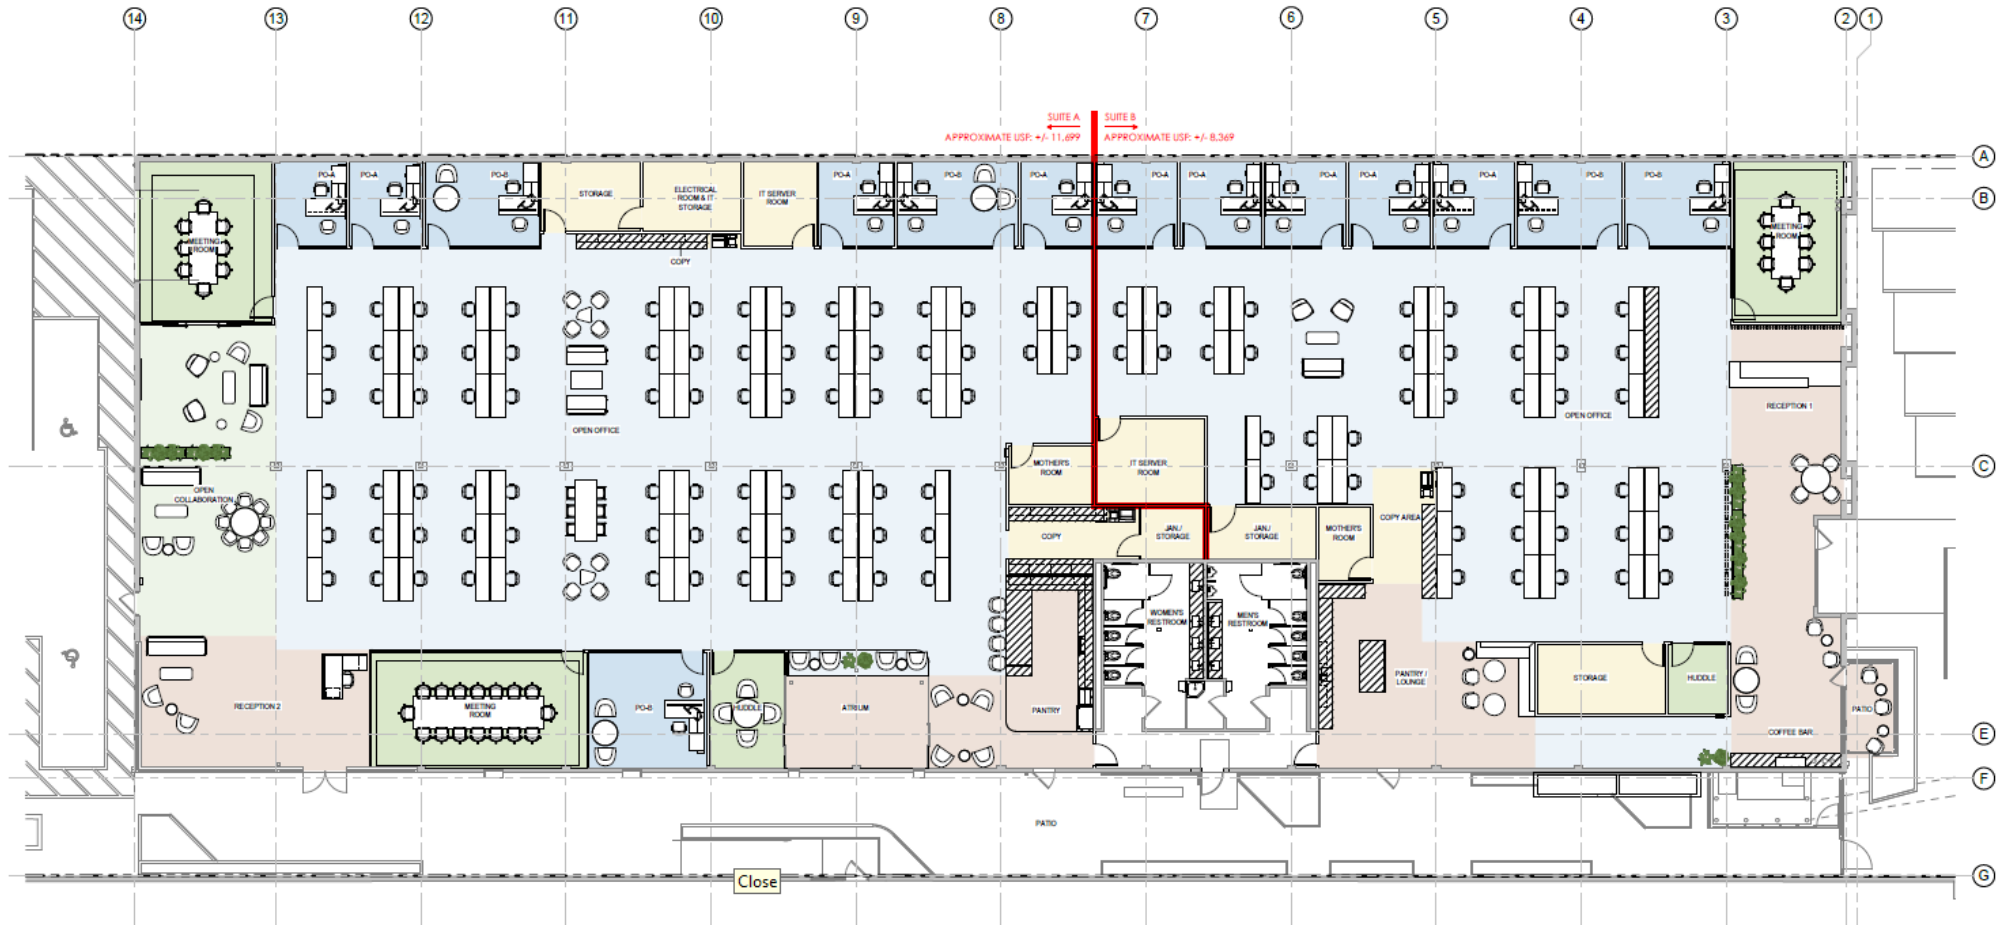 14 13 12 11 10 9 8 7 6 5 4 3 2 1
SUITE A SUITE B
APPROXIMATE USF: +/- 11,699 APPROXIMATE USF: +/- 8,369
A
PO-A PO-A PO-B PO-A PO-B PO-A PO-A PO-A PO-A PO-A PO-A PO-B PO-B
STORAGE
ELECTRICAL
ROOM & IT
STORAGE
IT SERVER
ROOM
B
MEETING
ROOM
MEETING
ROOM
COPY
RECEPTION 1
OPEN OFFICE
OPEN OFFICE
MOTHER'S
ROOM
IT SERVER
ROOM
C
OPEN
COLLABORATION
COPY AREA
COPY
JAN./
STORAGE
JAN./
STORAGE
MOTHER'S
ROOM
WOMEN'S
RESTROOM
MEN'S
RESTROOM
PANTRY /
LOUNGE
STORAGE
HUDDLE
RECEPTION 2
MEETING
ROOM
PO-B
HUDDLE
ATRIUM
PANTRY
PATIO
COFFEE BAR
E
F
PATIO
Close
G